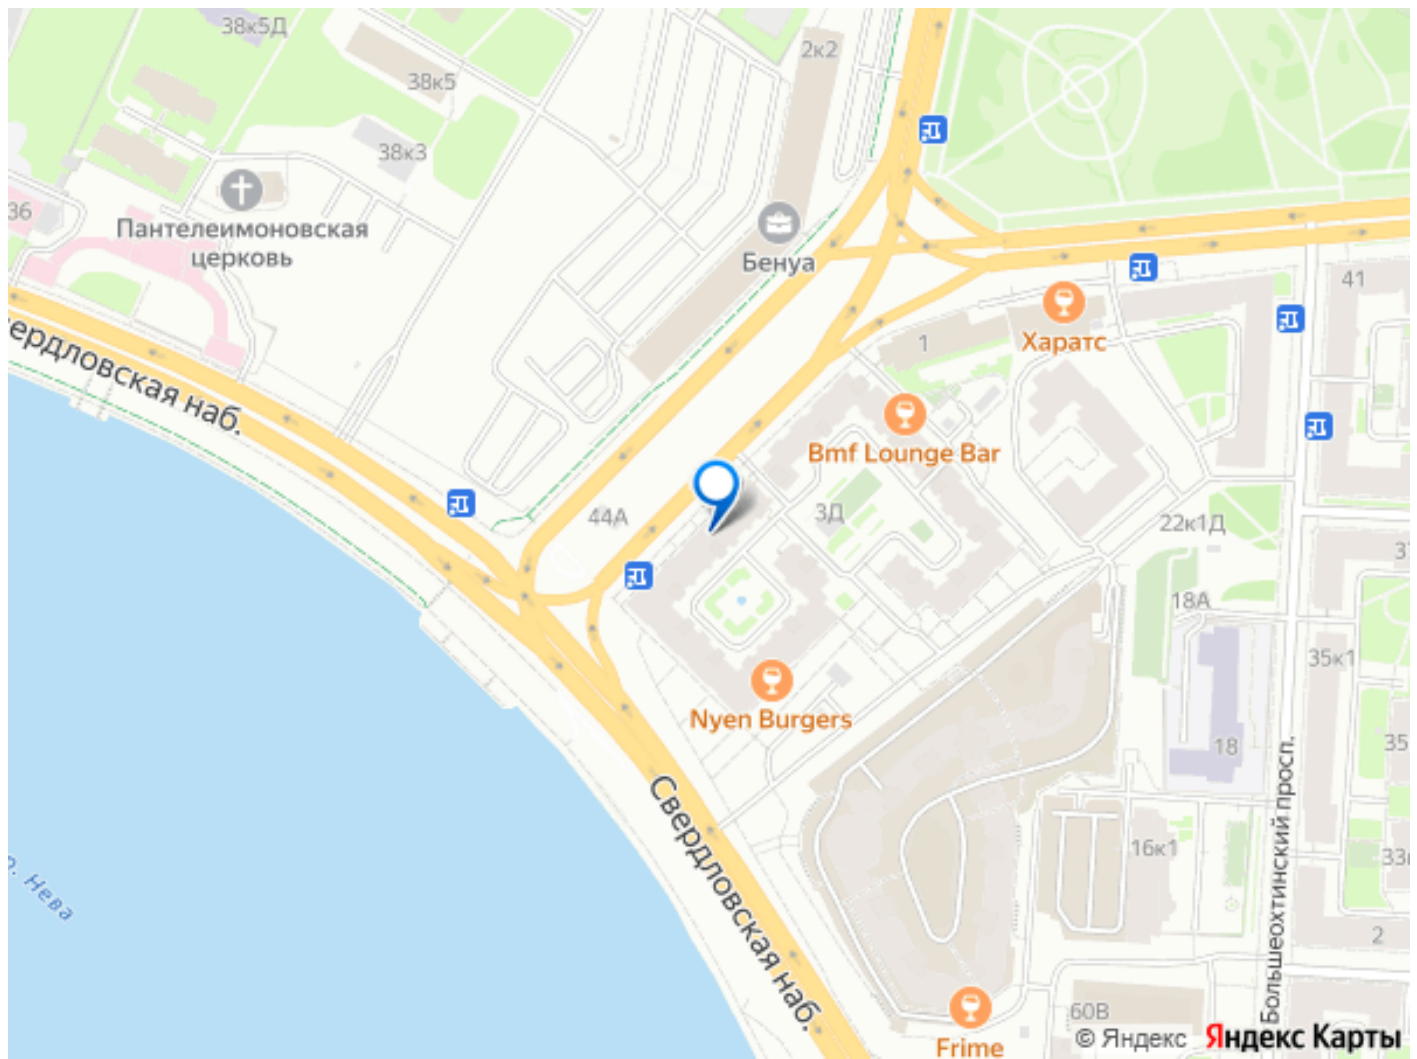 38к5Д
2к2
38к5
38к3
36
Пантелеимоновская
церковь
Бенуа
41
1
Харатс
вердловская наб.
Bmf Lounge Bar
44А
3Д
22к1Д
18А
35к1
Nyen Burgers
18
35
Свердловская наб.
Большеохтинский просп.
16к1
р. Нева
2
60В
Frime
© Яндекс Яндекс Карты